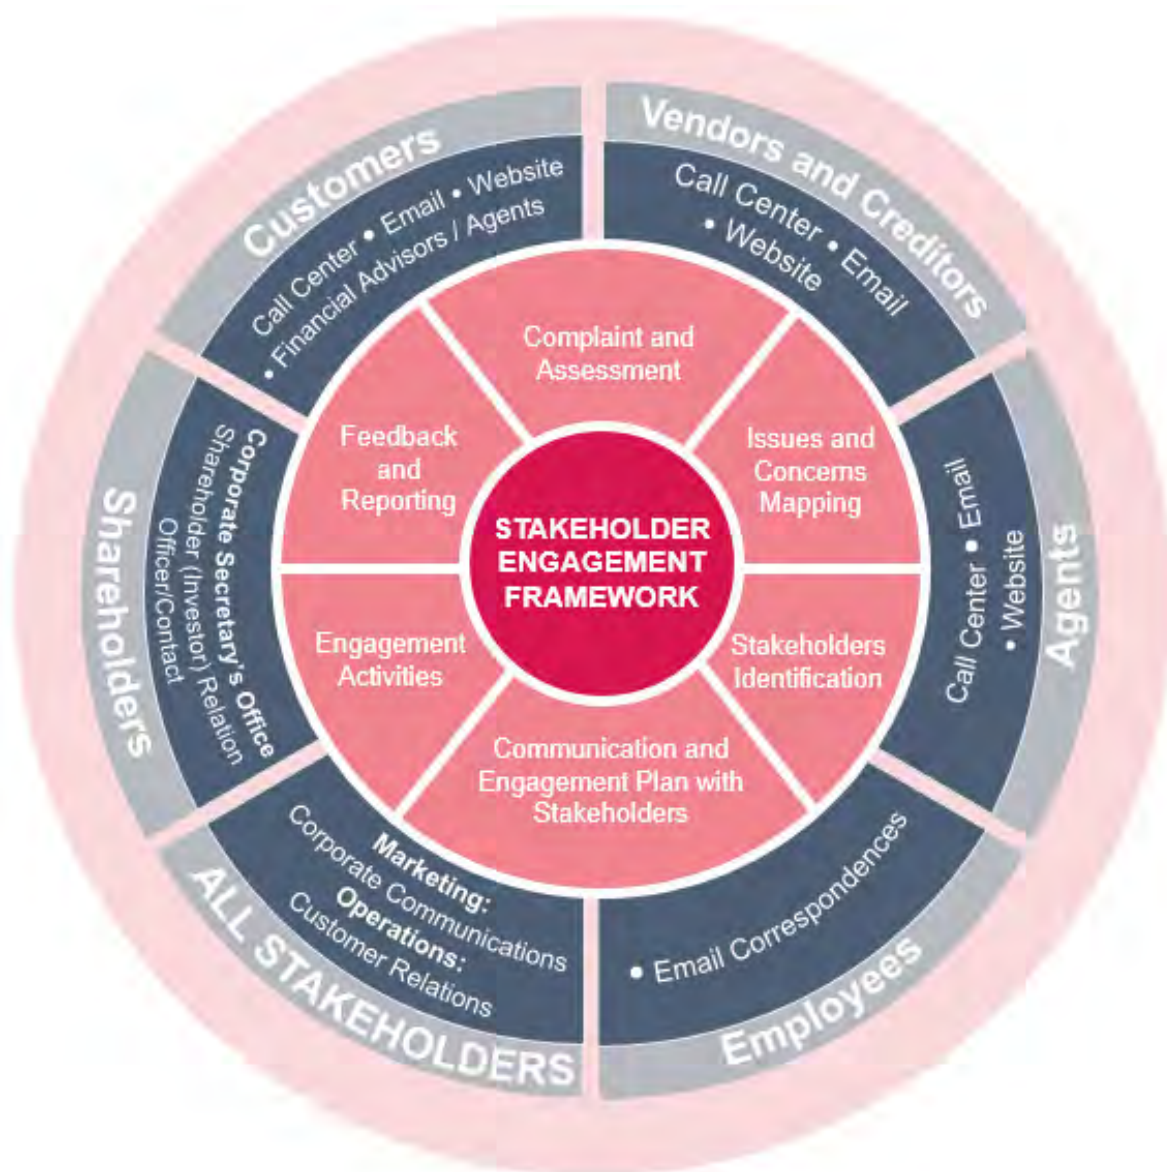 Customers
Call Center • Email • Website
• Financial Advisors / Agents
Vendors and Creditors
Call Center • Email
• Website
Agents
Call Center • Email
• Website
Employees
• Email Correspondences
ALL STAKEHOLDERS
Marketing:
Corporate Communications
Operations:
Customer Relations
Shareholders
Corporate Secretary's Office
Shareholder (Investor) Relation
Officer/Contact
Complaint and
Assessment
Issues and
Concerns
Mapping
Stakeholders
Identification
Communication and
Engagement Plan with
Stakeholders
Engagement
Activities
Feedback
and
Reporting
STAKEHOLDER
ENGAGEMENT
FRAMEWORK